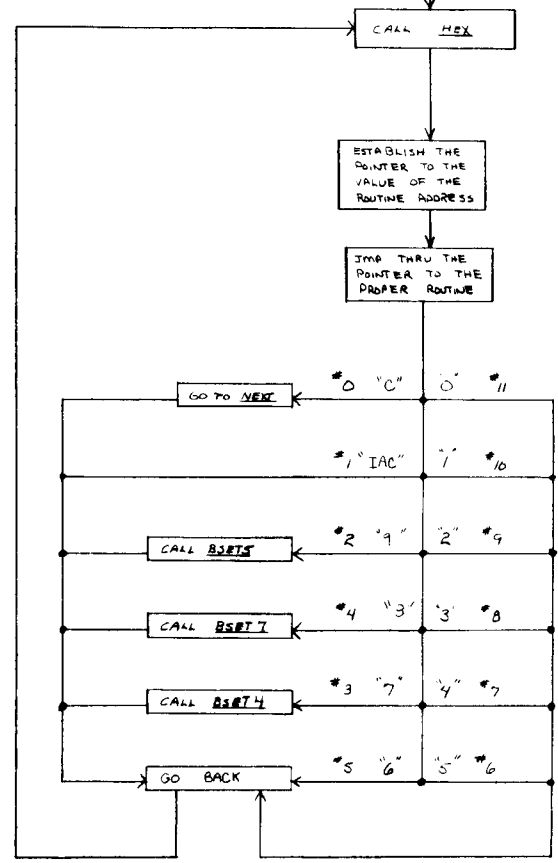 CALL HEX
ESTABLISH THE
POINTER TO THE
VALUE OF THE
ROUTINE ADDRESS
JMP THRU THE
POINTER TO THE
PROPER ROUTINE
GO TO NEXT #0 "C" "0" #11
#1 "IAC" "1" #10
CALL BSET5 #2 "9" "2" #9
CALL BSET7 #4 "8" "3" #8
CALL BSET4 #3 "7" "4" #7
GO BACK #5 "6" "5" #6